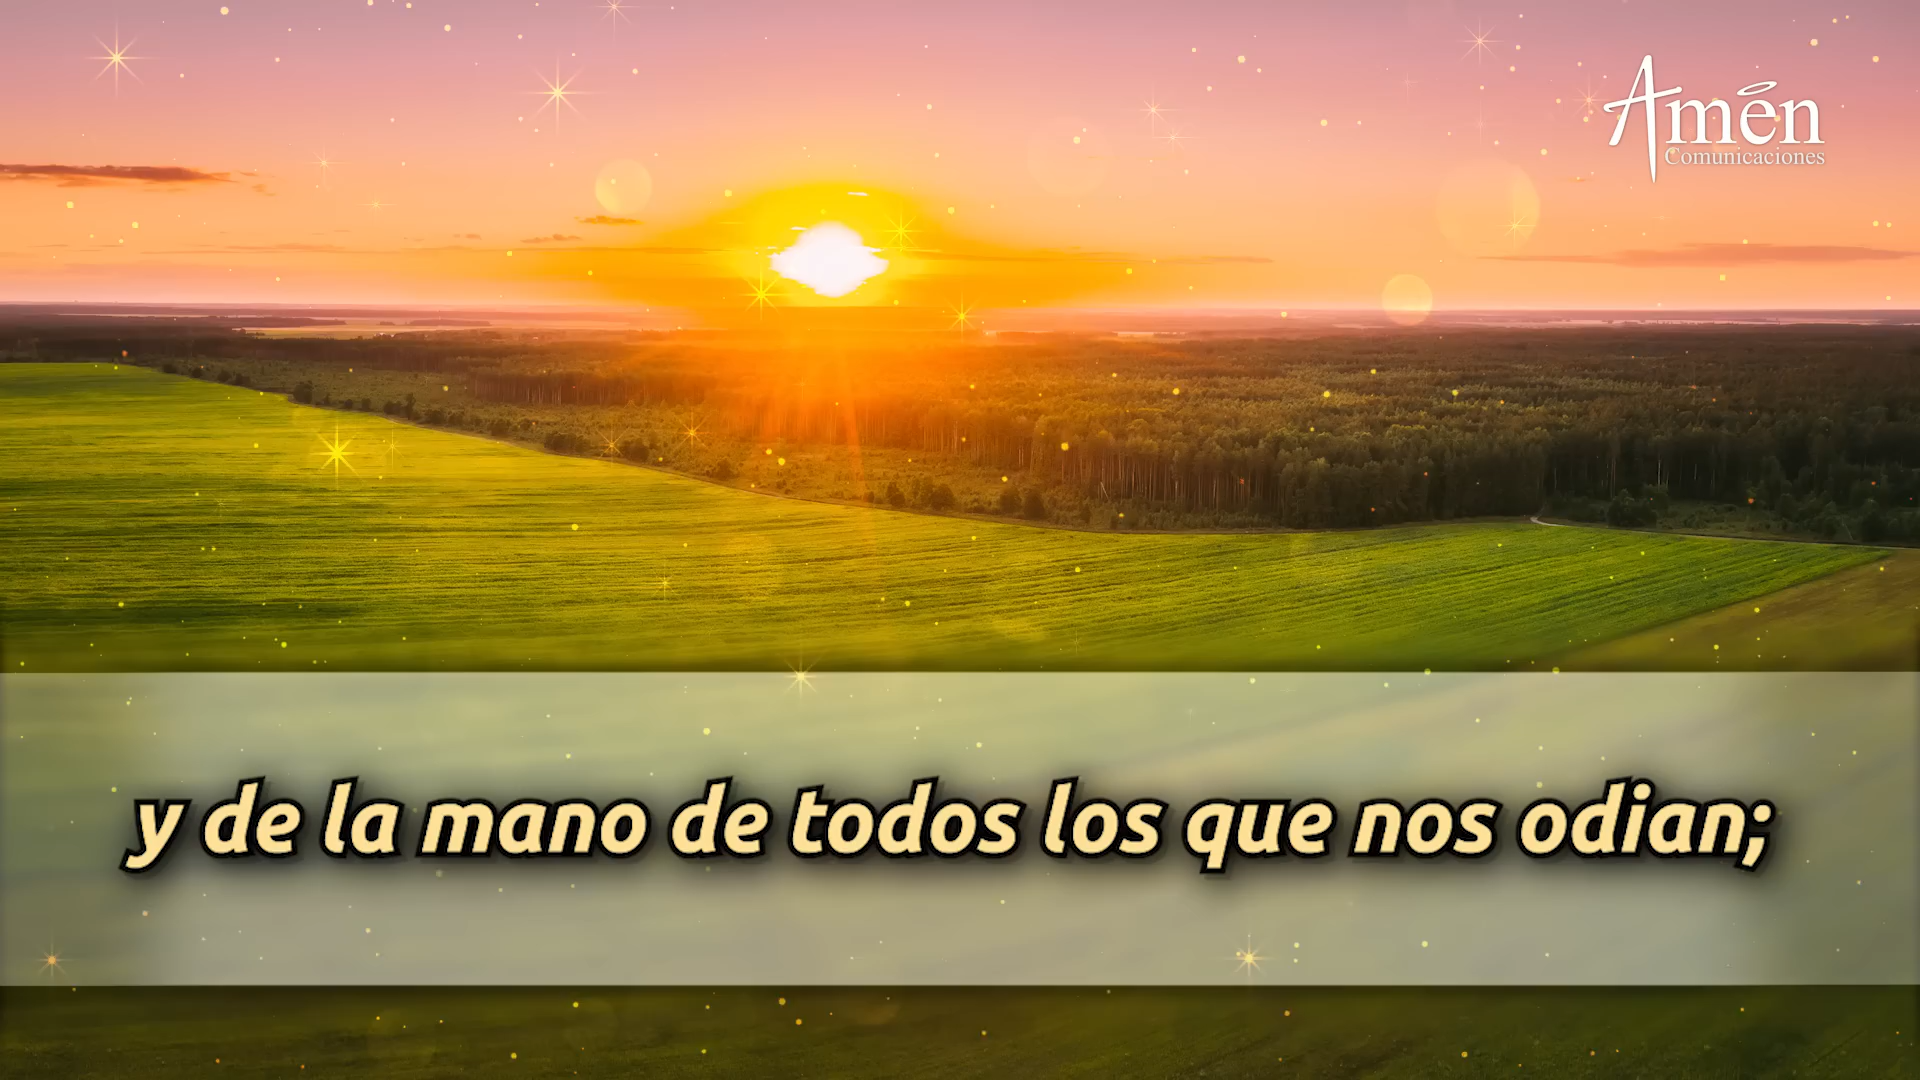 Amén
Comunicaciones
y de la mano de todos los que nos odian;